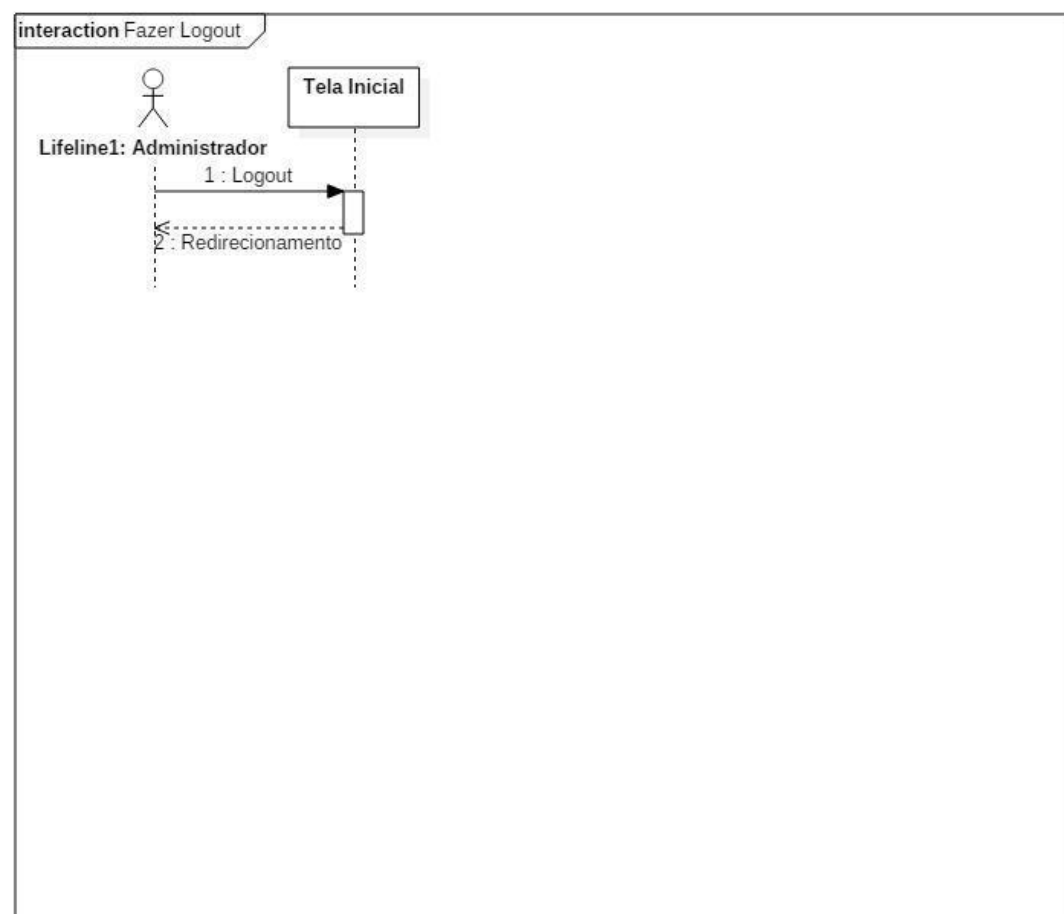 interaction Fazer Logout
Tela Inicial
Lifeline1: Administrador
1 : Logout
2 : Redirecionamento